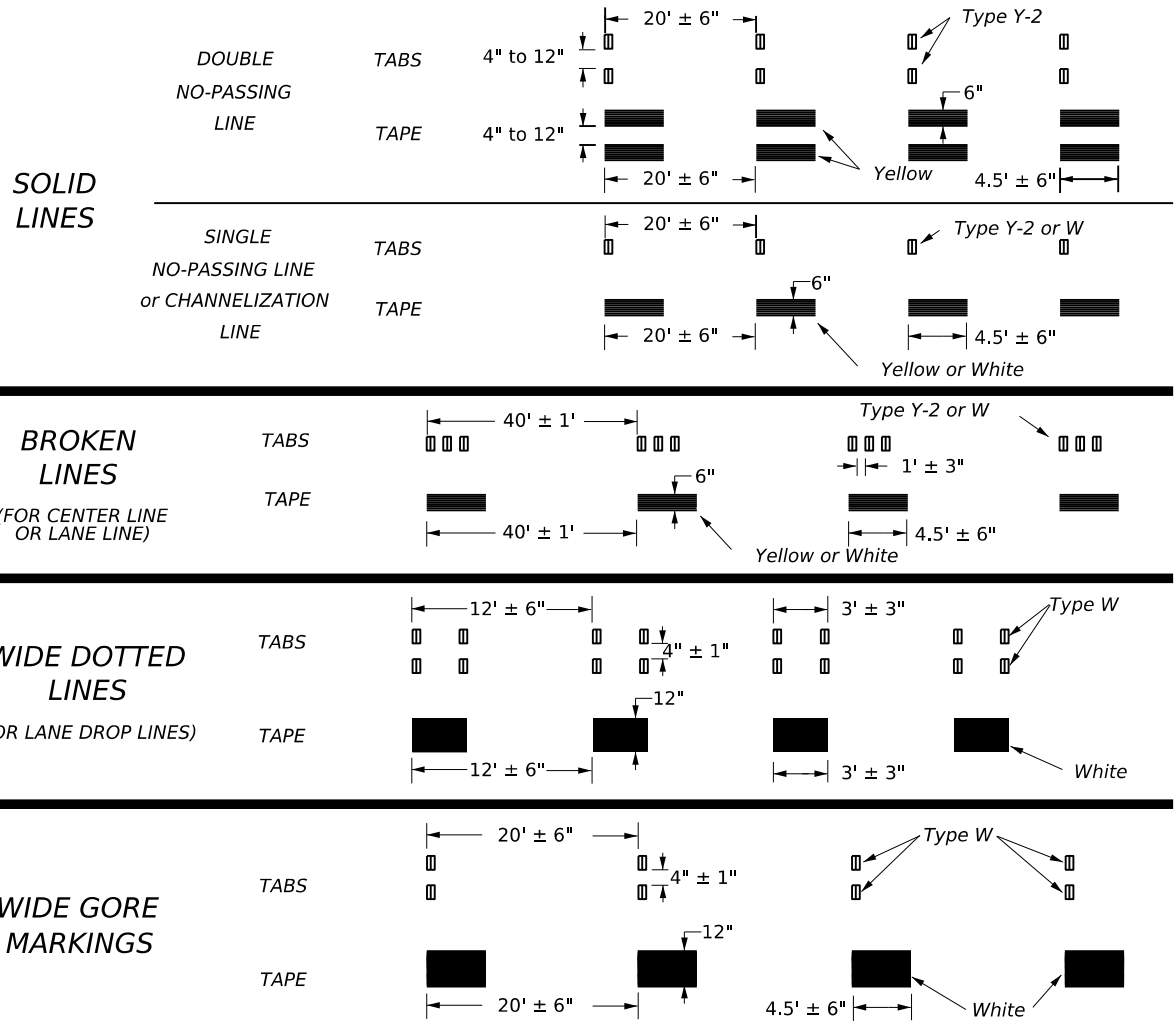 SOLID
LINES
DOUBLE
NO-PASSING
LINE
TABS
20' ± 6"
Type Y-2
4" to 12"
TAPE
4" to 12"
6"
Yellow
20' ± 6"
4.5' ± 6"
SINGLE
NO-PASSING LINE
or CHANNELIZATION
LINE
TABS
20' ± 6"
Type Y-2 or W
TAPE
6"
20' ± 6"
4.5' ± 6"
Yellow or White
BROKEN
LINES
(FOR CENTER LINE
OR LANE LINE)
TABS
40' ± 1'
Type Y-2 or W
1' ± 3"
TAPE
6"
40' ± 1'
4.5' ± 6"
Yellow or White
WIDE DOTTED
LINES
OR LANE DROP LINES)
TABS
12' ± 6"
3' ± 3"
Type W
4" ± 1"
TAPE
12"
12' ± 6"
3' ± 3"
White
WIDE GORE
MARKINGS
TABS
20' ± 6"
Type W
4" ± 1"
TAPE
12"
20' ± 6"
4.5' ± 6"
White